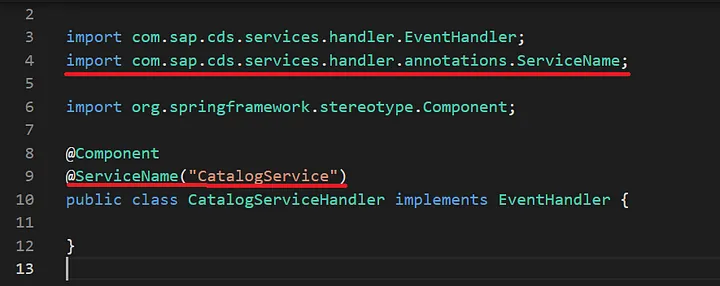 2
3 import com.sap.cds.services.handler.EventHandler;
4 import com.sap.cds.services.handler.annotations.ServiceName;
5
6 import org.springframework.stereotype.Component;
7
8 @Component
9 @ServiceName("CatalogService")
10 public class CatalogServiceHandler implements EventHandler {
11
12 }
13